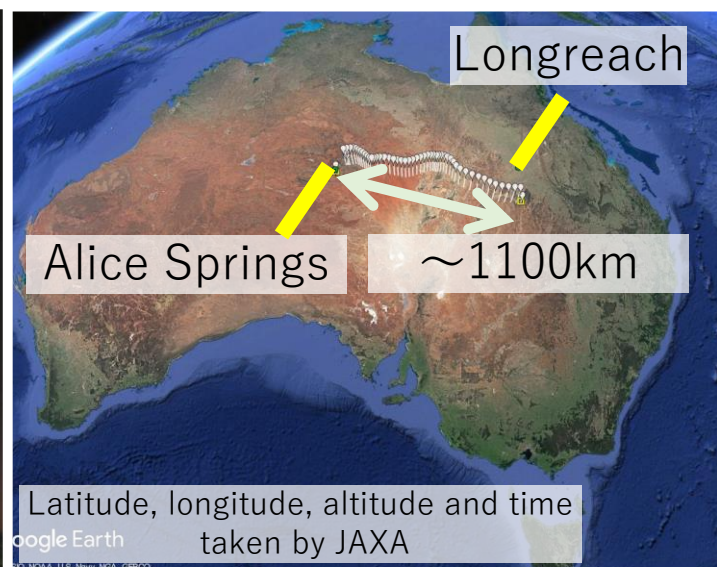 Longreach
Alice Springs
～1100km
Latitude, longitude, altitude and time
taken by JAXA
oogle Earth